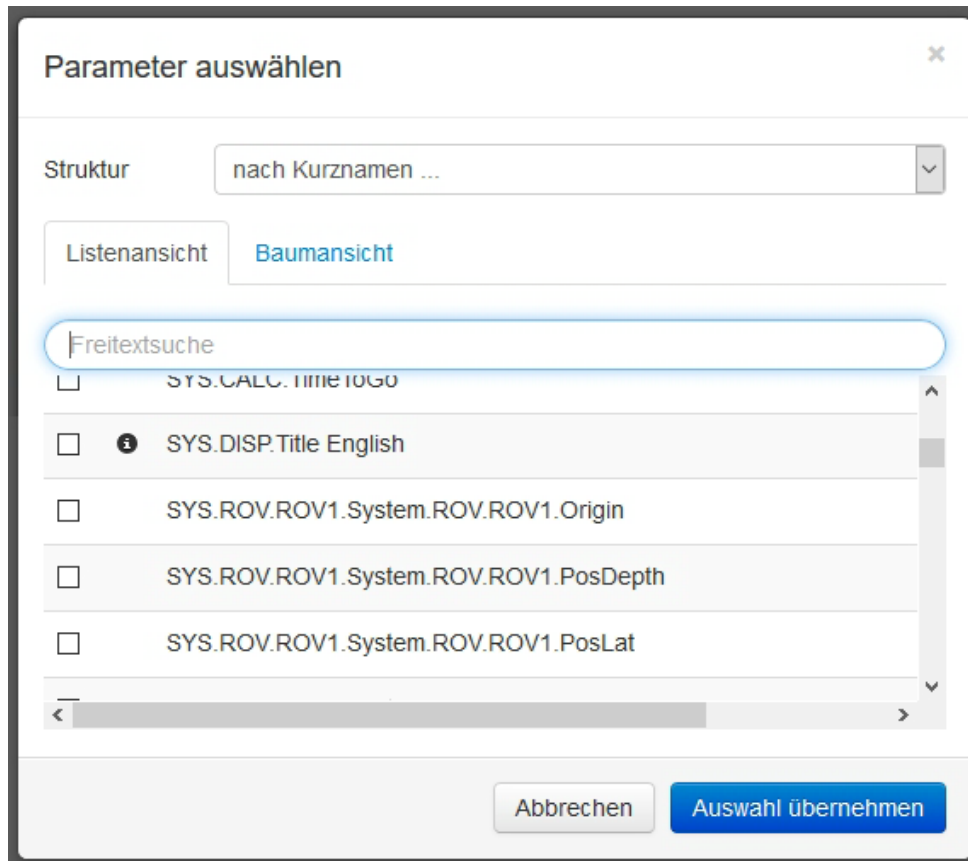 Parameter auswählen
Struktur
nach Kurznamen ...
Listenansicht
Baumansicht
Freitextsuche
SYS.CALC.TimeToGo
SYS.DISP.Title English
SYS.ROV.ROV1.System.ROV.ROV1.Origin
SYS.ROV.ROV1.System.ROV.ROV1.PosDepth
SYS.ROV.ROV1.System.ROV.ROV1.PosLat
Abbrechen
Auswahl übernehmen